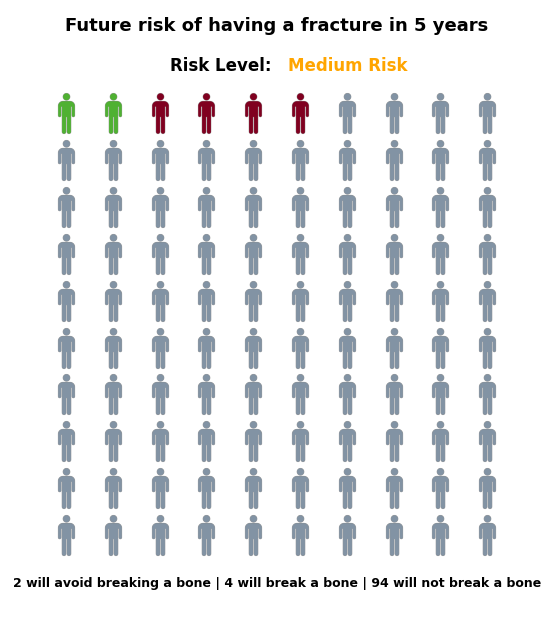 Future risk of having a fracture in 5 years
Risk Level: Medium Risk
2 will avoid breaking a bone | 4 will break a bone | 94 will not break a bone